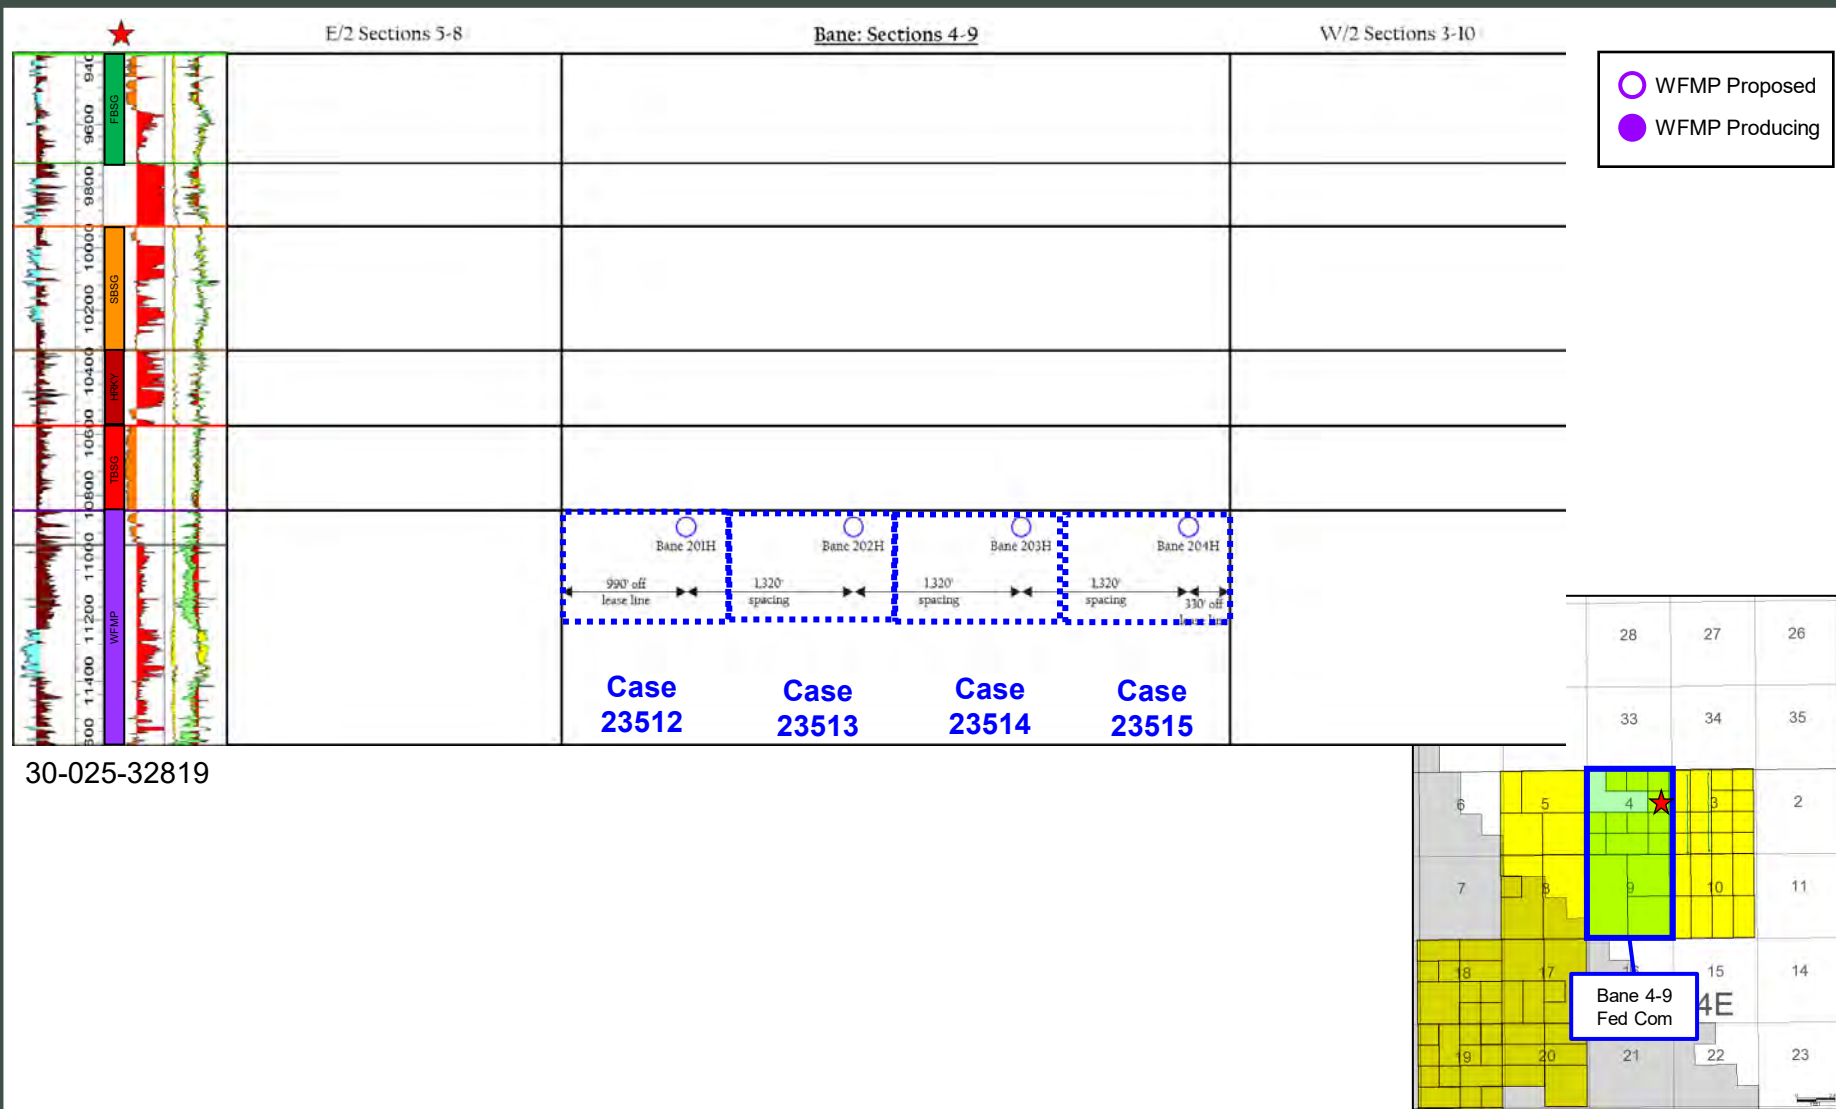 E/2 Sections 5-8
Bane: Sections 4-9
W/2 Sections 3-10
WFMP Proposed
WFMP Producing
9600
9800
10000
10200
10400
10600
10800
11000
11200
11400
FBSG
SBSG
HRKY
TBSG
WFMP
Bane 201H
Bane 202H
Bane 203H
Bane 204H
990' off
lease line
1,320'
spacing
1,320'
spacing
1,320'
spacing
330' off
lease line
Case
23512
Case
23513
Case
23514
Case
23515
30-025-32819
28 27 26
33 34 35
6 5 4 3 2
7 8 9 10 11
18 17 16 15 14
4E
Bane 4-9
Fed Com
19 20 21 22 23